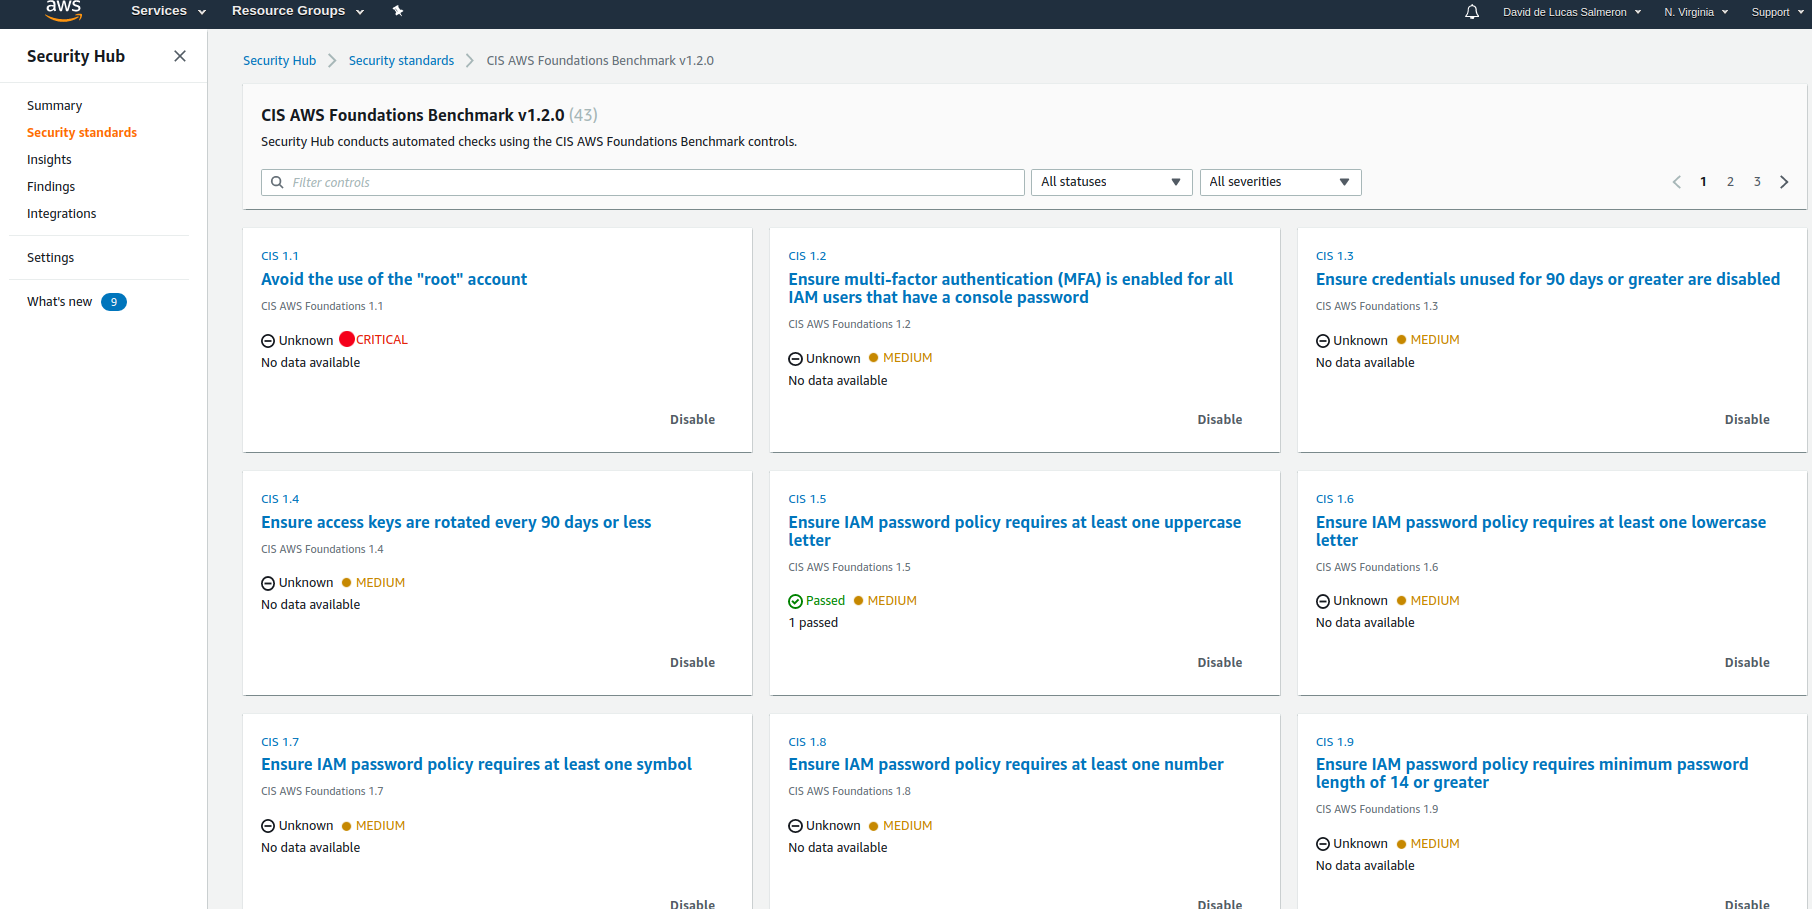 aws
Services
Resource Groups
David de Lucas Salmeron
N. Virginia
Support
Security Hub
Summary
Security standards
Insights
Findings
Integrations
Settings
What's new 9
Security Hub
Security standards
CIS AWS Foundations Benchmark v1.2.0
CIS AWS Foundations Benchmark v1.2.0 (43)
Security Hub conducts automated checks using the CIS AWS Foundations Benchmark controls.
Filter controls
All statuses
All severities
1 2 3
CIS 1.1
Avoid the use of the "root" account
CIS AWS Foundations 1.1
Unknown CRITICAL
No data available
Disable
CIS 1.2
Ensure multi-factor authentication (MFA) is enabled for all
IAM users that have a console password
CIS AWS Foundations 1.2
Unknown MEDIUM
No data available
Disable
CIS 1.3
Ensure credentials unused for 90 days or greater are disabled
CIS AWS Foundations 1.3
Unknown MEDIUM
No data available
Disable
CIS 1.4
Ensure access keys are rotated every 90 days or less
CIS AWS Foundations 1.4
Unknown MEDIUM
No data available
Disable
CIS 1.5
Ensure IAM password policy requires at least one uppercase
letter
CIS AWS Foundations 1.5
Passed MEDIUM
1 passed
Disable
CIS 1.6
Ensure IAM password policy requires at least one lowercase
letter
CIS AWS Foundations 1.6
Unknown MEDIUM
No data available
Disable
CIS 1.7
Ensure IAM password policy requires at least one symbol
CIS AWS Foundations 1.7
Unknown MEDIUM
No data available
Disable
CIS 1.8
Ensure IAM password policy requires at least one number
CIS AWS Foundations 1.8
Unknown MEDIUM
No data available
Disable
CIS 1.9
Ensure IAM password policy requires minimum password
length of 14 or greater
CIS AWS Foundations 1.9
Unknown MEDIUM
No data available
Disable